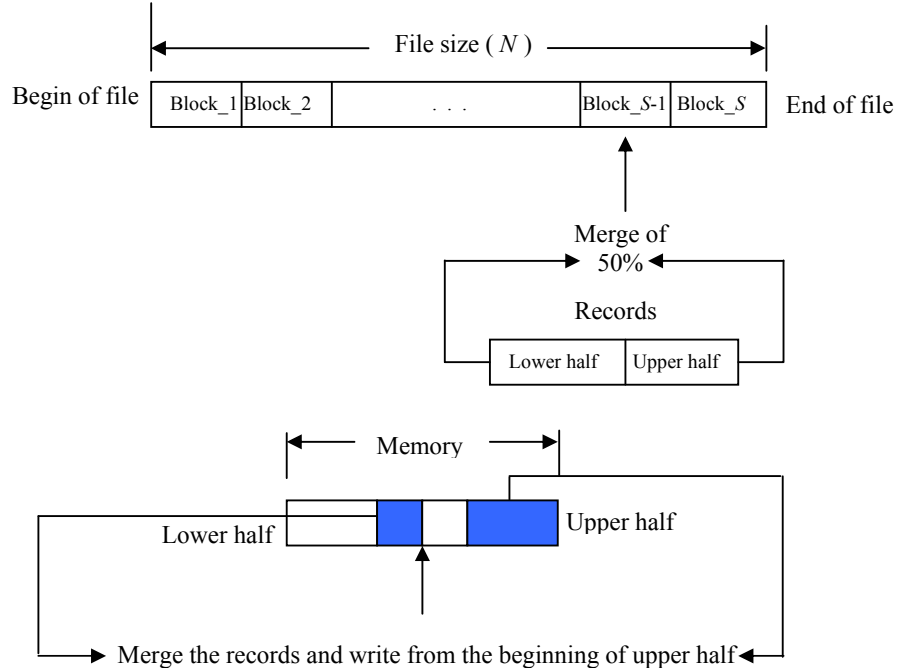 File size ( N )
Begin of file
Block_1
Block_2
. . .
Block_S-1
Block_S
End of file
Merge of
50%
Records
Lower half
Upper half
Memory
Lower half
Upper half
Merge the records and write from the beginning of upper half